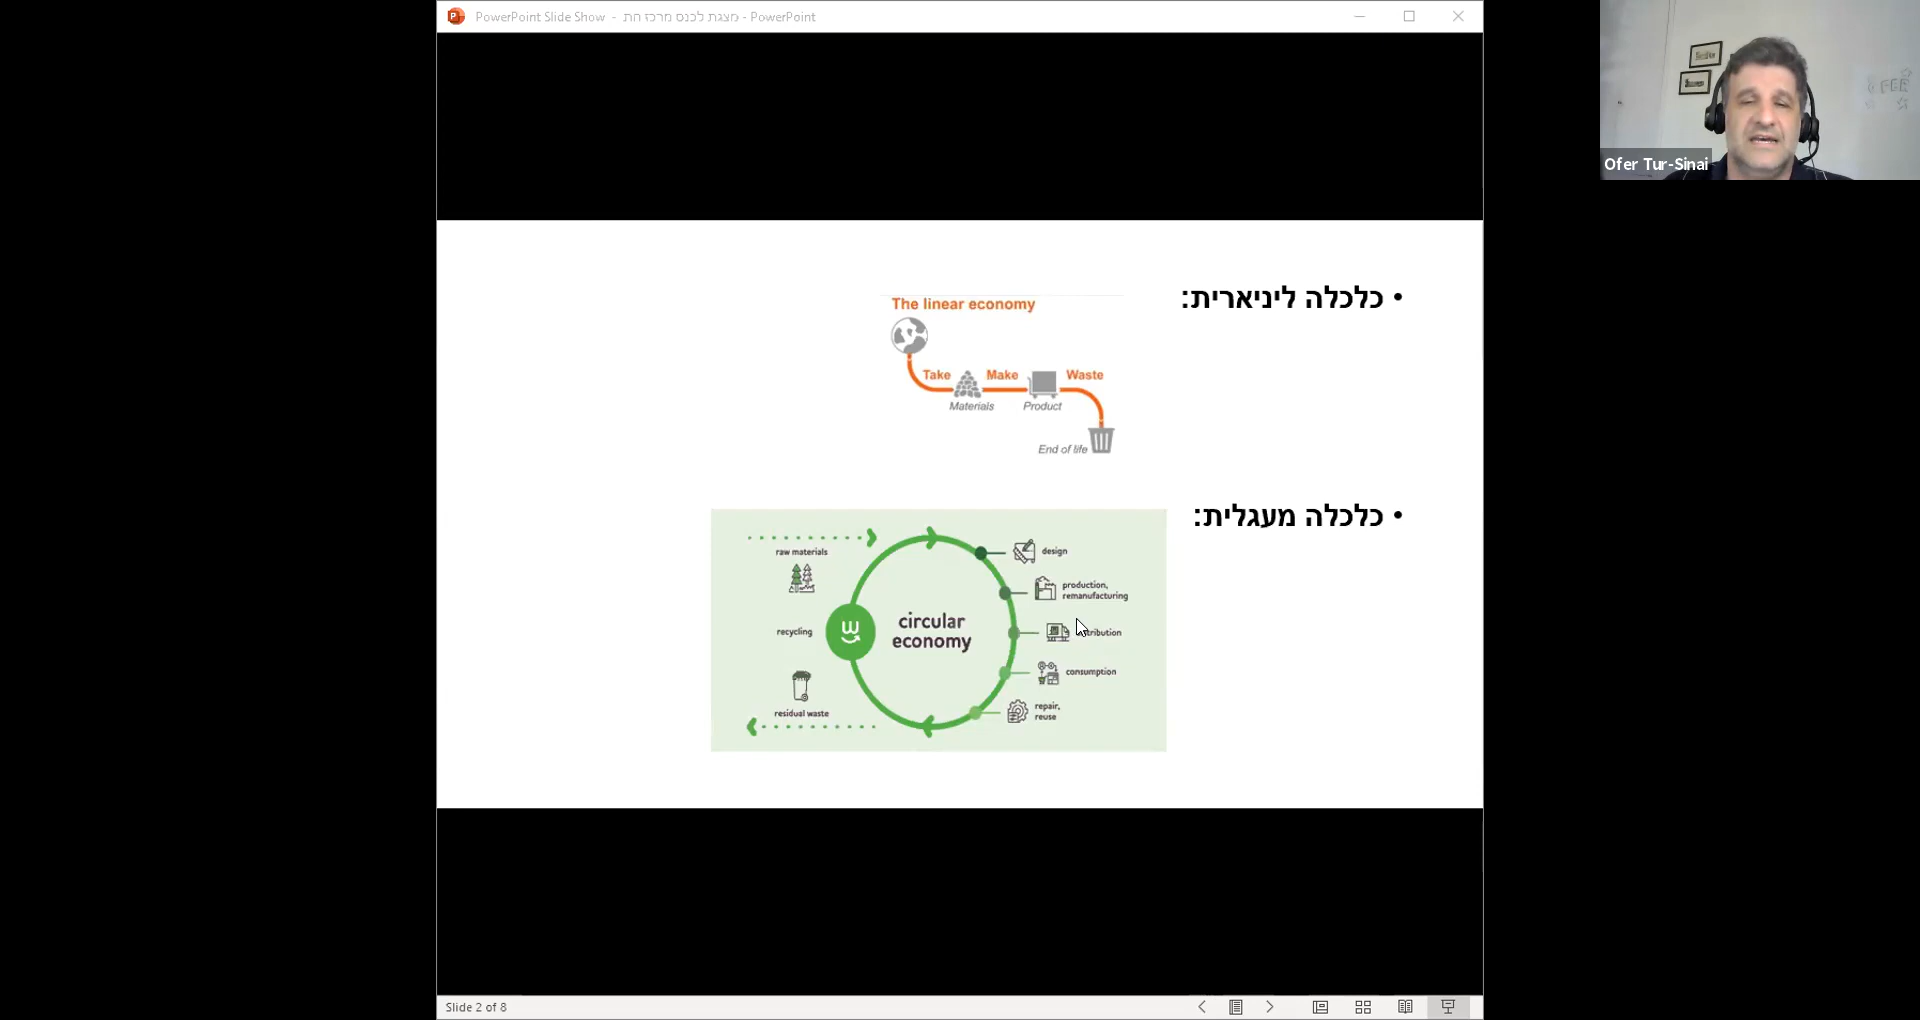 PowerPoint Slide Show - מצגת לכנס מרכז חת - PowerPoint
Ofer Tur-Sinai
• כלכלה ליניארית:
The linear economy
Take
Make
Waste
Materials
Product
End of life
• כלכלה מעגלית:
raw materials
recycling
residual waste
circular
economy
design
production,
remanufacturing
consumption
repair,
reuse
Slide 2 of 8